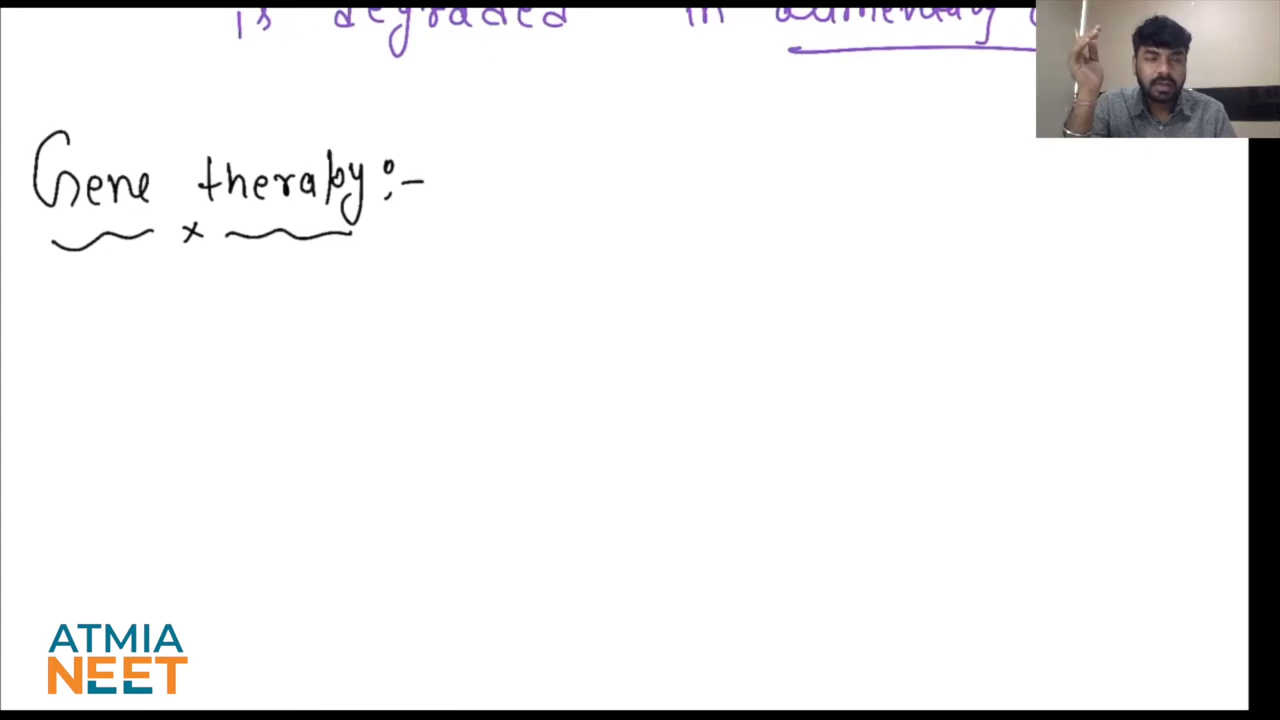 is degraded in alimentary
Gene therapy :-
ATMIA
NEET